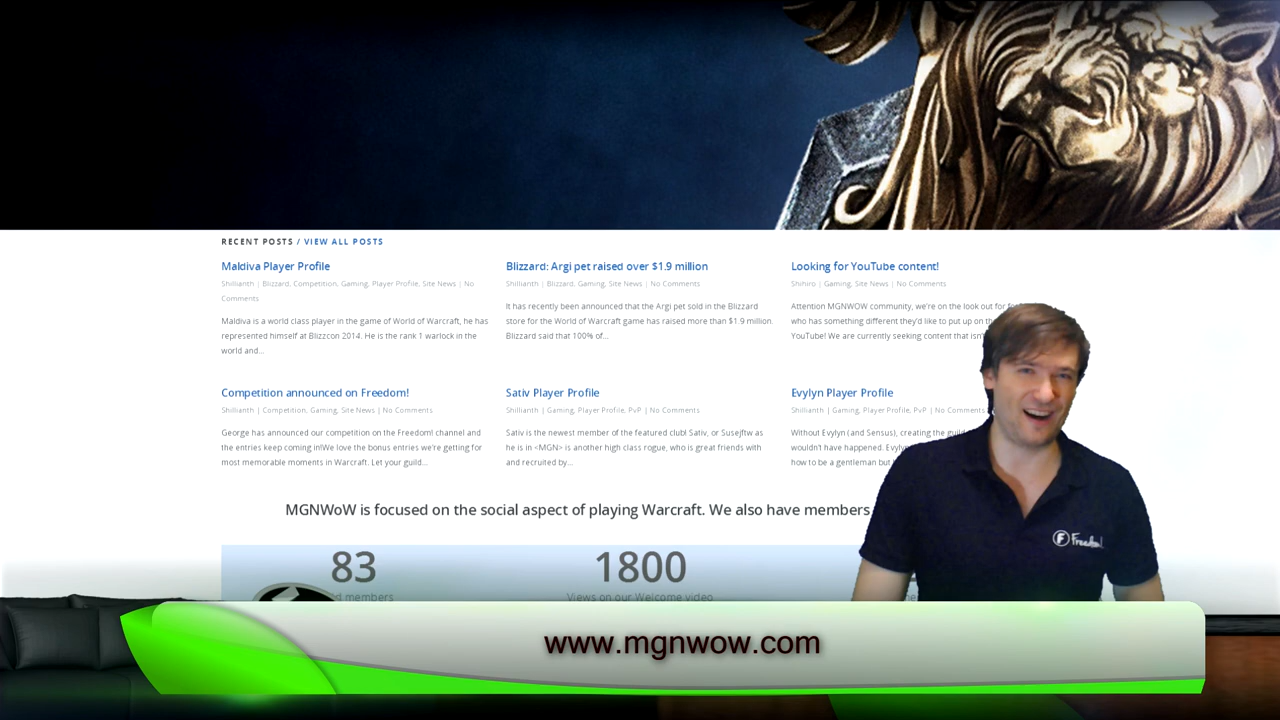 RECENT POSTS / VIEW ALL POSTS
Maldiva Player Profile
Shillianth | Blizzard, Competition, Gaming, Player Profile, Site News | No
Comments
Maldiva is a world class player in the game of World of Warcraft, he has
represented himself at Blizzcon 2014. He is the rank 1 warlock in the
world and...
Blizzard: Argi pet raised over $1.9 million
Shillianth | Blizzard, Gaming, Site News | No Comments
It has recently been announced that the Argi pet sold in the Blizzard
store for the World of Warcraft game has raised more than $1.9 million.
Blizzard said that 100% of...
Looking for YouTube content!
Shihiro | Gaming, Site News | No Comments
Attention MGNWOW community, we're on the look out for
who has something different they'd like to put up on
YouTube! We are currently seeking content that isn'
Competition announced on Freedom!
Shillianth | Competition, Gaming, Site News | No Comments
George has announced our competition on the Freedom! channel and
the entries keep coming in!We love the bonus entries we're getting for
most memorable moments in Warcraft. Let your guild...
Sativ Player Profile
Shillianth | Gaming, Player Profile, PvP | No Comments
Sativ is the newest member of the featured club! Sativ, or Susejftw as
he is in <MGN> is another high class rogue, who is great friends with
and recruited by...
Evylyn Player Profile
Shillianth | Gaming, Player Profile, PvP | No Comments
Without Evylyn (and Sensus), creating the guild
wouldn't have happened.
how to be a gentleman
MGNWoW is focused on the social aspect of playing Warcraft. We also have members
83
1800
members
Views on our Welcome video
Freedom!
www.mgnwow.com